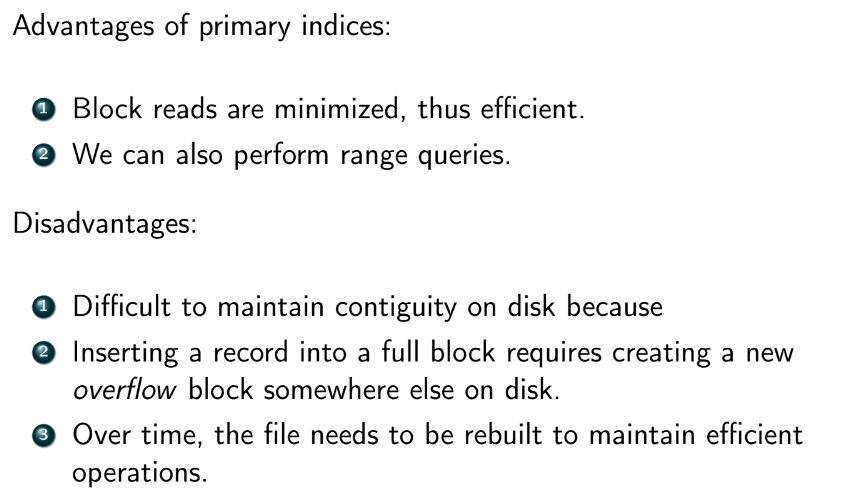 Advantages of primary indices:
1 Block reads are minimized, thus efficient.
2 We can also perform range queries.
Disadvantages:
1 Difficult to maintain contiguity on disk because
2 Inserting a record into a full block requires creating a new
overflow block somewhere else on disk.
3 Over time, the file needs to be rebuilt to maintain efficient
operations.